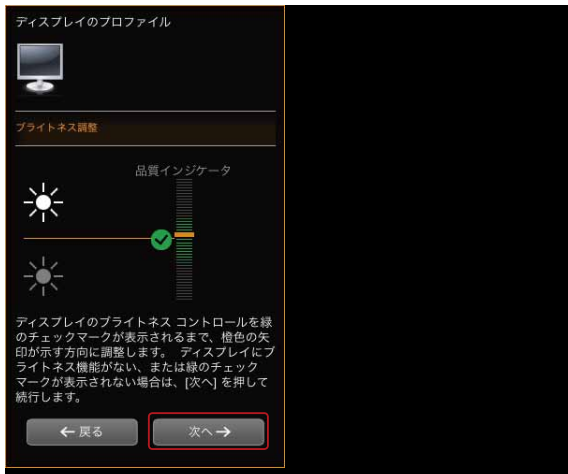 ディスプレイのプロファイル
ブライトネス調整
品質インジケータ
ディスプレイのブライトネス コントロールを緑
のチェックマークが表示されるまで、橙色の矢
印が示す方向に調整します。 ディスプレイにブ
ライトネス機能がない、または緑のチェック
マークが表示されない場合は、[次へ] を押して
続行します。
←戻る
次へ→